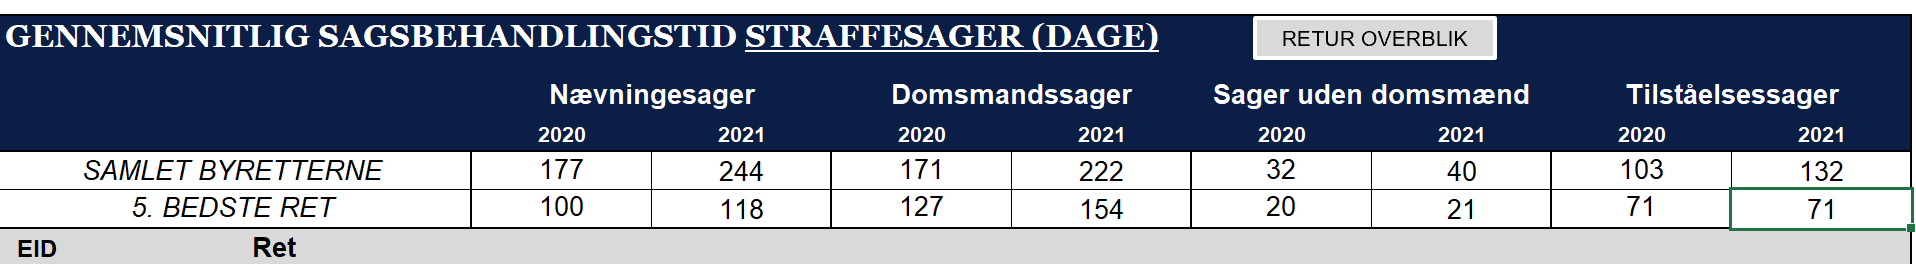 GENNEMSNITLIG SAGSBEHANDLINGSTID STRAFFESAGER (DAGE) RETUR OVERBLIK
Nævningesager Domsmandssager Sager uden domsmænd Tilståelsessager
2020 2021 2020 2021 2020 2021 2020 2021
SAMLET BYRETTERNE 177 244 171 222 32 40 103 132
5. BEDSTE RET 100 118 127 154 20 21 71 71
EID Ret